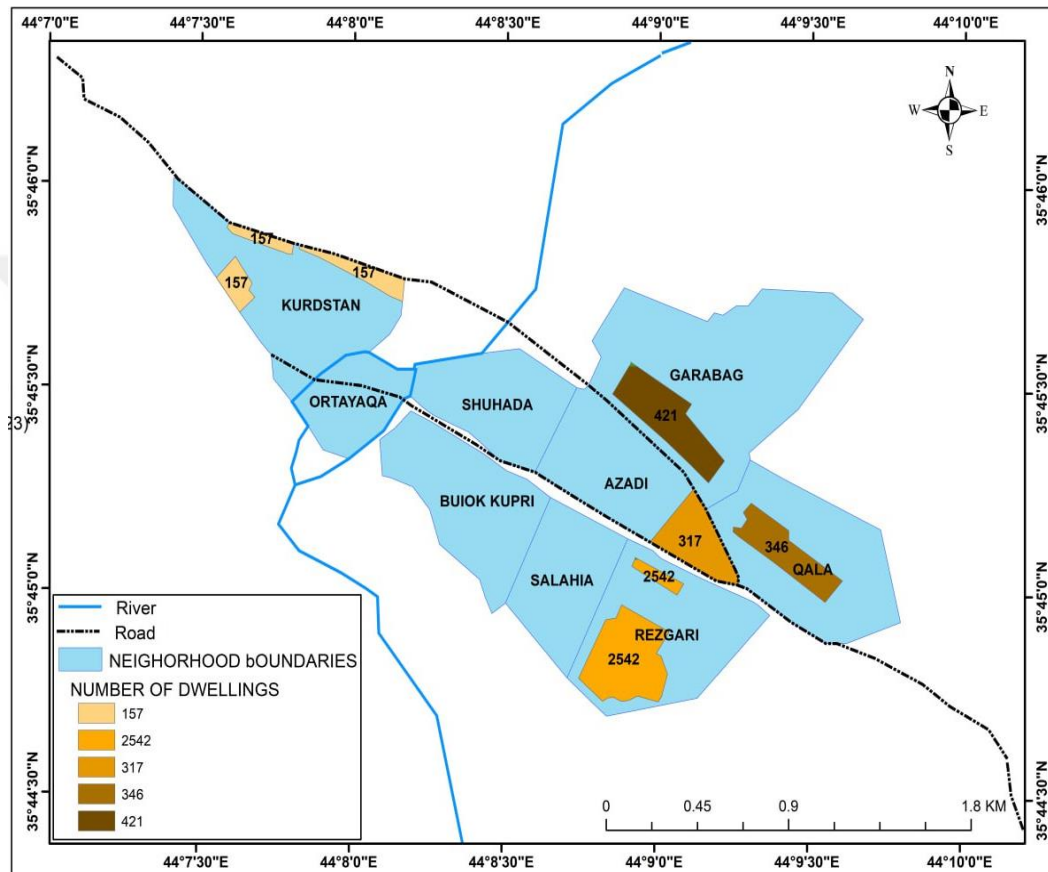 44°7'30"E 44°8'0"E 44°8'30"E 44°9'0"E 44°9'30"E 44°10'0"E
N
W E
S
35°46'0"N 35°46'0"N
157
157
157
KURDSTAN
35°45'30"N 35°45'30"N
GARABAG
ORTAYAQA
SHUHADA
421
23)
AZADI
BUIOK KUPRI
317
346
QALA
SALAHIA
2542
35°45'0"N 35°45'0"N
REZGARI
2542
River
Road
NEIGHORHOOD bOUNDARIES
NUMBER OF DWELLINGS
157
2542
317
346
421
0 0.45 0.9 1.8 KM
35°44'30"N 35°44'30"N
44°7'30"E 44°8'0"E 44°8'30"E 44°9'0"E 44°9'30"E 44°10'0"E